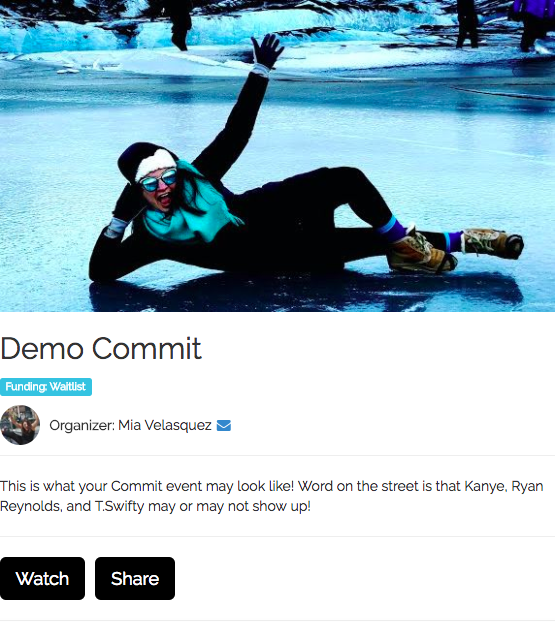 Demo Commit
Funding: Waitlist
Organizer: Mia Velasquez
This is what your Commit event may look like! Word on the street is that Kanye, Ryan
Reynolds, and T.Swifty may or may not show up!
Watch
Share